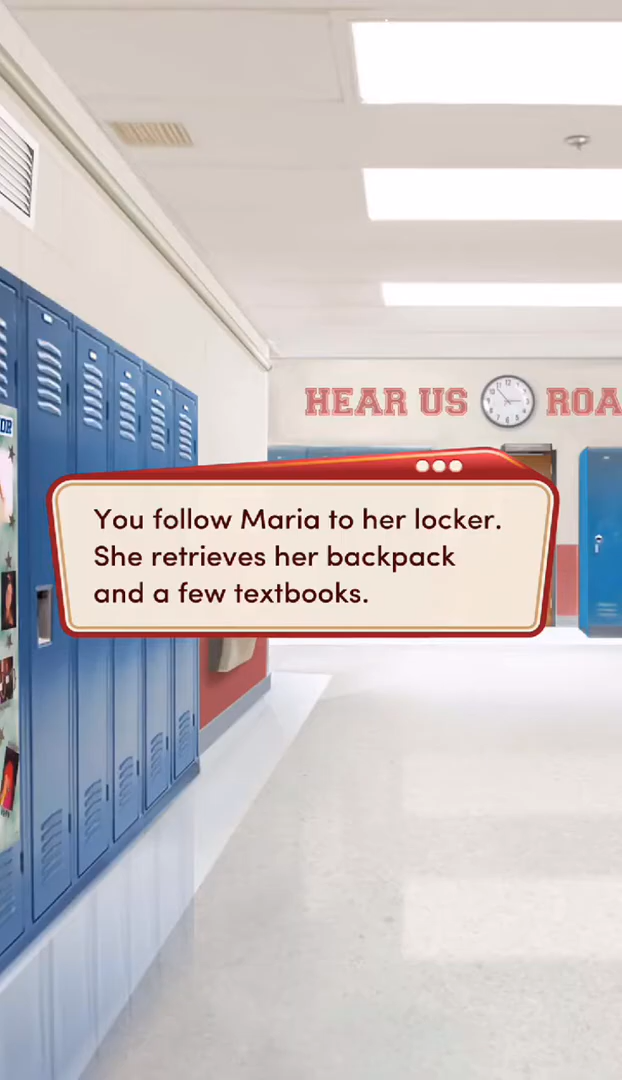 HEAR US ROA
You follow Maria to her locker.
She retrieves her backpack
and a few textbooks.